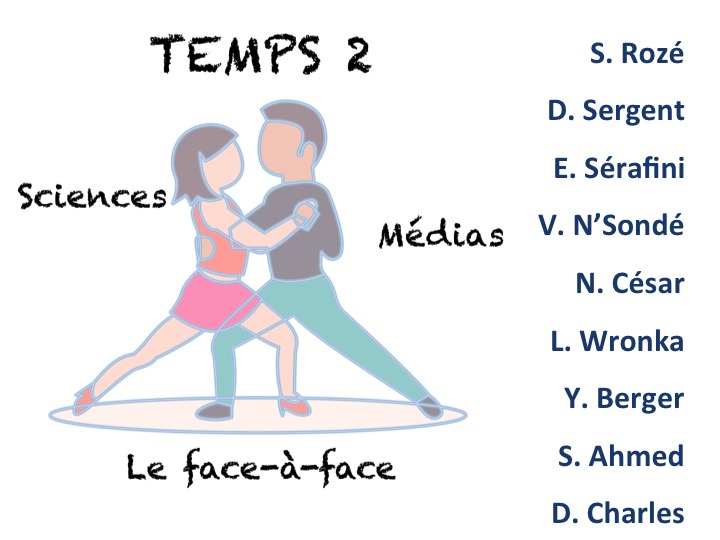 TEMPS 2
Sciences
Médias
Le face-à-face
S. Rozé
D. Sergent
E. Sérafini
V. N’Sondé
N. César
L. Wronka
Y. Berger
S. Ahmed
D. Charles